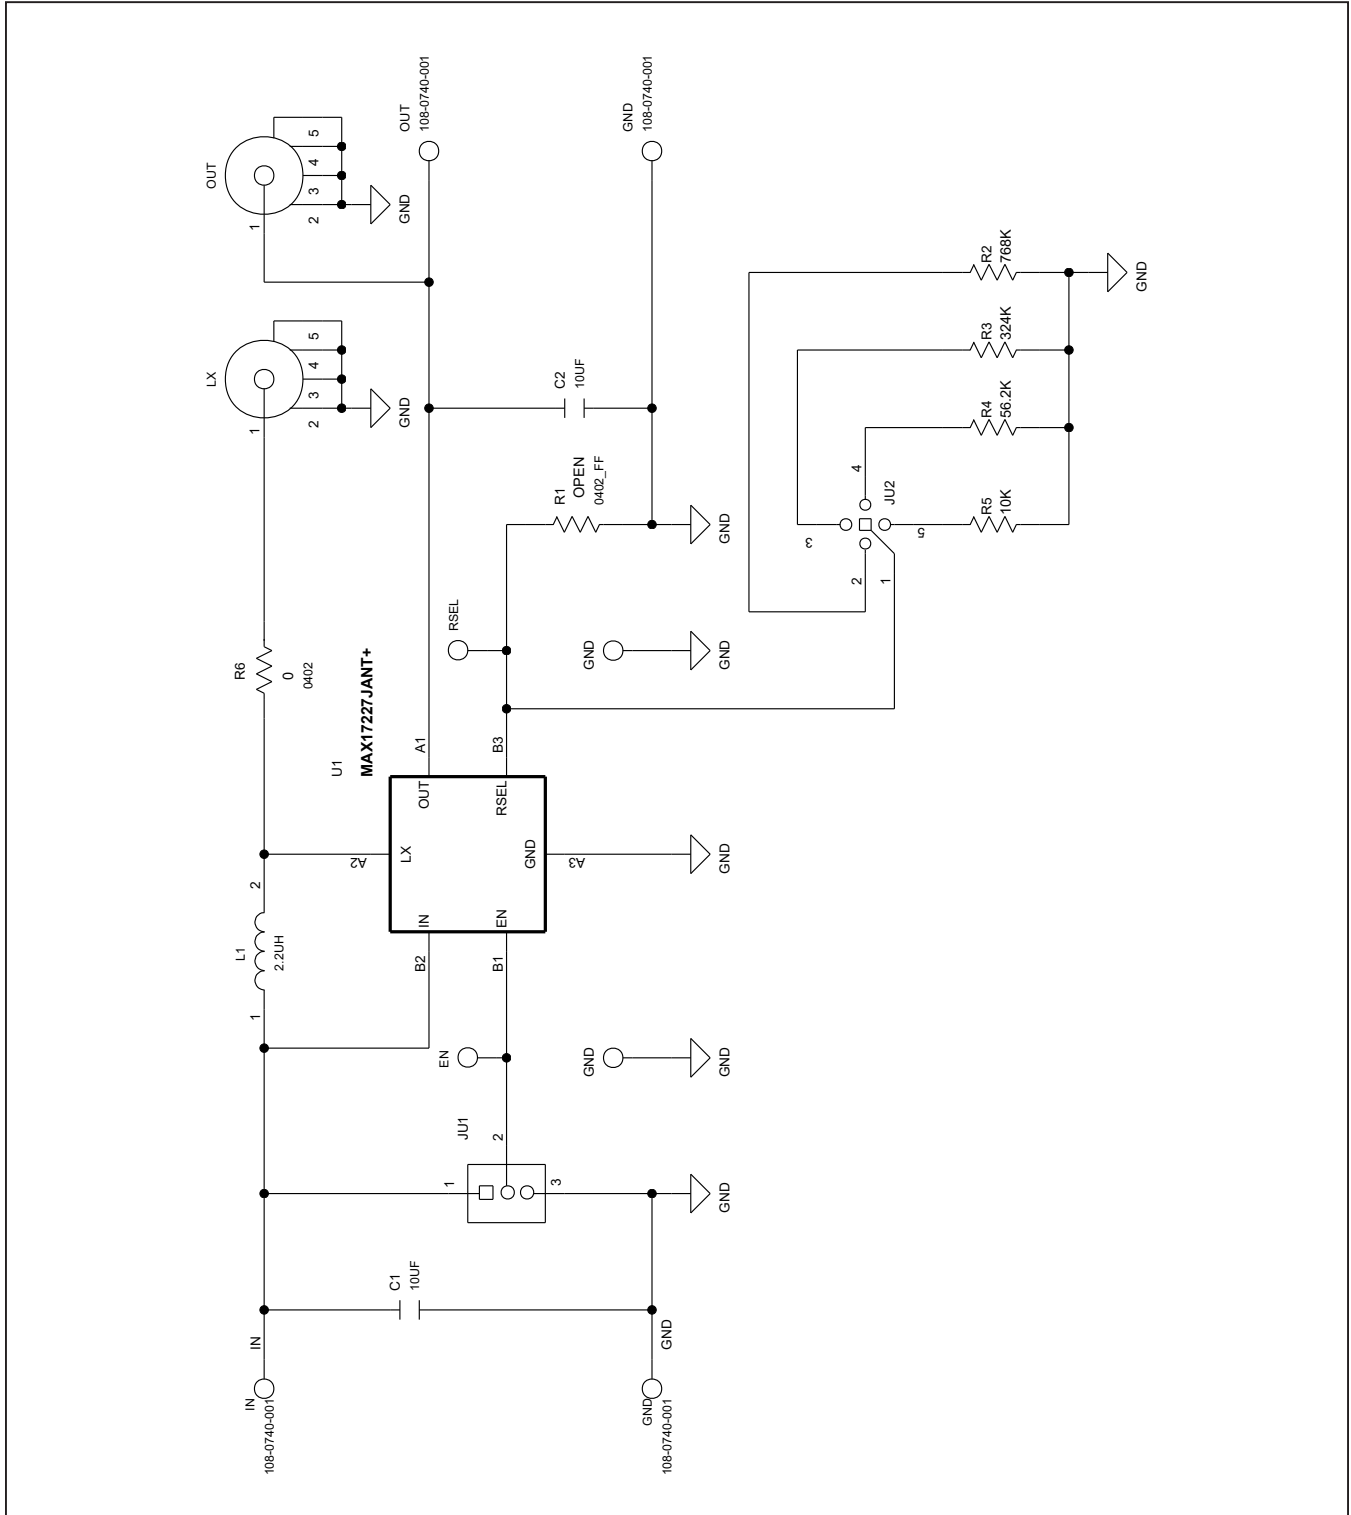 IN
108-0740-001
IN
C1
10UF
GND
108-0740-001
GND
JU1
1
2
3
GND
EN
GND
GND
1
L1
2.2UH
2
B2
B1
A2
A3
U1
MAX17227JANT+
IN
EN
LX
GND
OUT
RSEL
A1
B3
GND
R6
0
0402
RSEL
GND
GND
R1
OPEN
0402_FF
GND
C2
10UF
LX
1
2
3
4
5
GND
OUT
1
2
3
4
5
GND
OUT
108-0740-001
GND
108-0740-001
JU2
1
2
3
4
5
R5
10K
R4
56.2K
R3
324K
R2
768K
GND